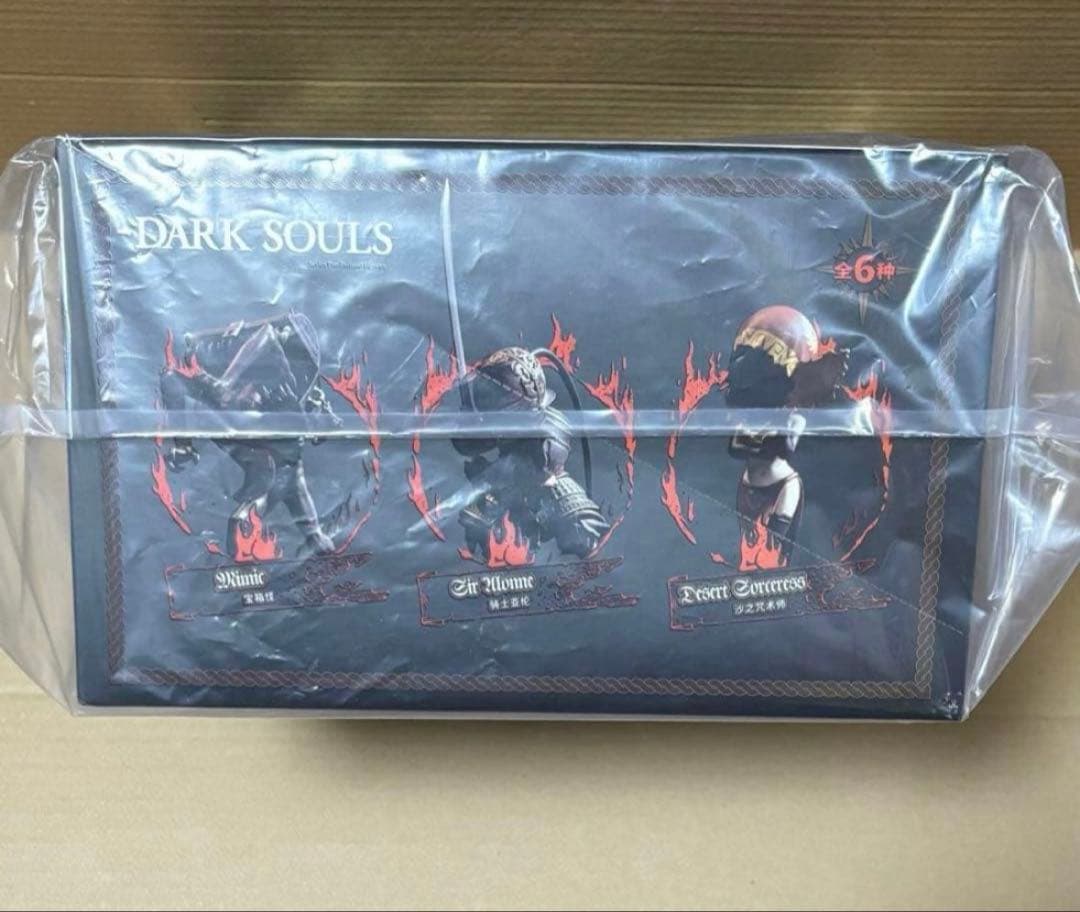 DARK SOULS
全6种
Mimic
宝箱怪
Sir Alonne
骑士亚伦
Desert Sorceress
沙之咒术师